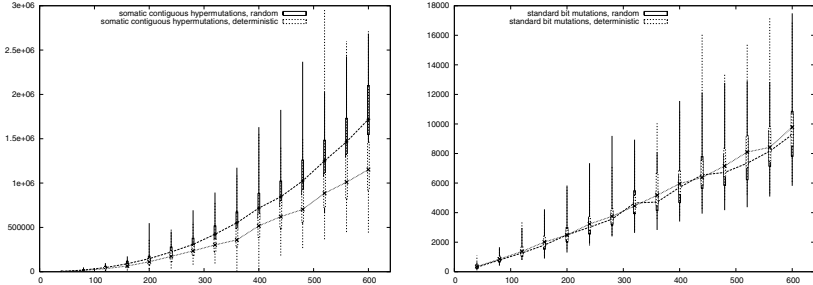 3e+06
2.5e+06
2e+06
1.5e+06
1e+06
500000
0
0 100 200 300 400 500 600
somatic contiguous hypermutations, random
somatic contiguous hypermutations, deterministic
18000
16000
14000
12000
10000
8000
6000
4000
2000
0
0 100 200 300 400 500 600
standard bit mutations, random
standard bit mutations, deterministic